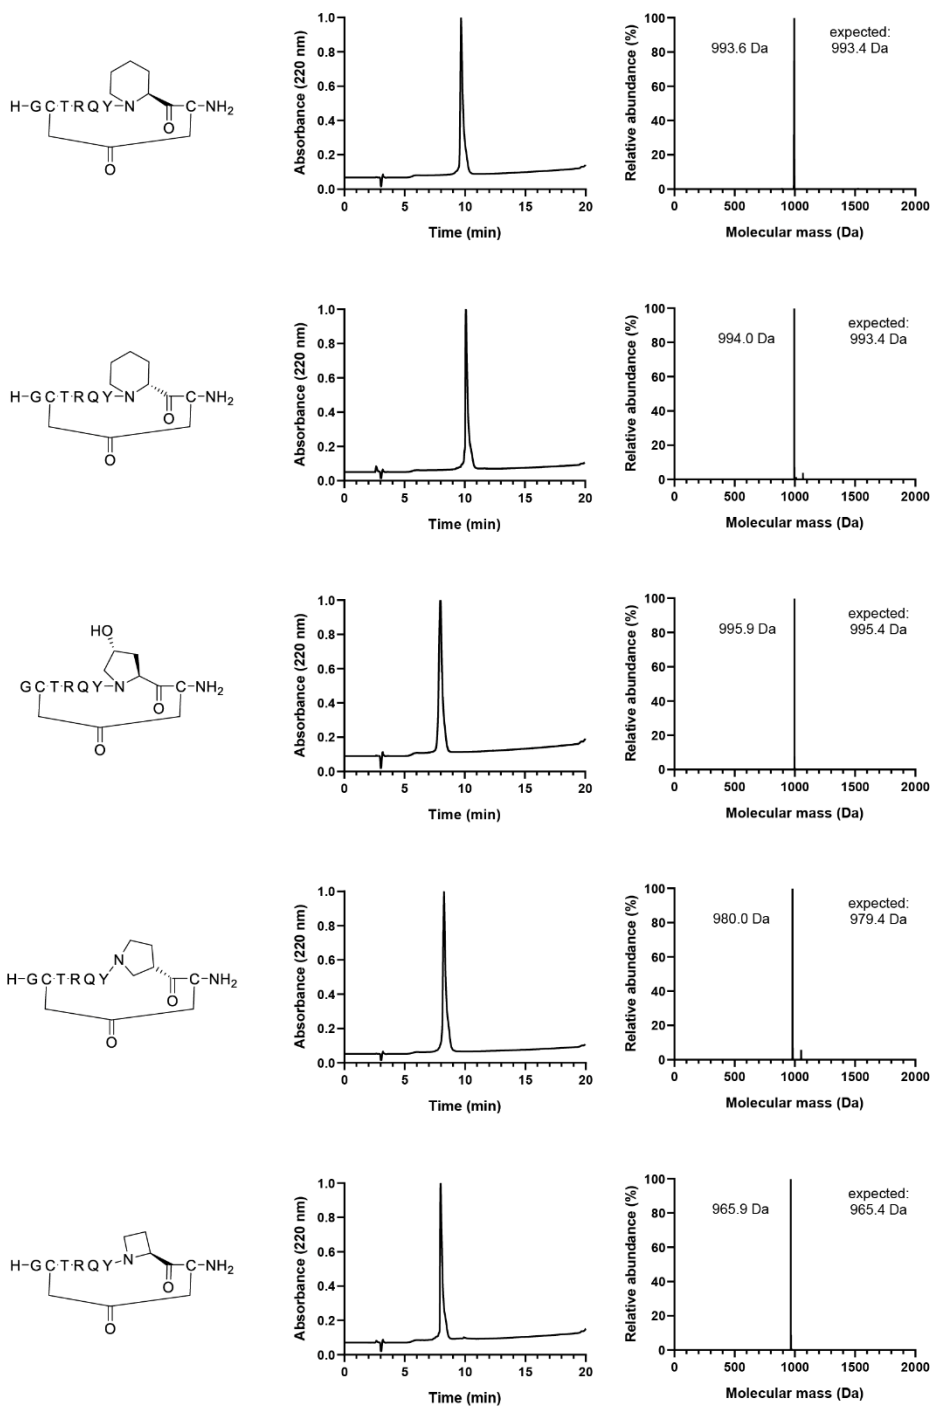 H-GC·T·RQY-N
O
C-NH2
O
Absorbance (220 nm)
1.0
0.8
0.6
0.4
0.2
0.0
0 5 10 15 20
Time (min)
Relative abundance (%)
100
80
60
40
20
0
993.6 Da
expected:
993.4 Da
0 500 1000 1500 2000
Molecular mass (Da)
H-GC·T·RQY-N
O
C-NH2
O
Absorbance (220 nm)
1.0
0.8
0.6
0.4
0.2
0.0
0 5 10 15 20
Time (min)
Relative abundance (%)
100
80
60
40
20
0
994.0 Da
expected:
993.4 Da
0 500 1000 1500 2000
Molecular mass (Da)
HO
GC·T·RQY-N
O
C-NH2
O
Absorbance (220 nm)
1.0
0.8
0.6
0.4
0.2
0.0
0 5 10 15 20
Time (min)
Relative abundance (%)
100
80
60
40
20
0
995.9 Da
expected:
995.4 Da
0 500 1000 1500 2000
Molecular mass (Da)
N
H-GC·T·RQY
O
C-NH2
O
Absorbance (220 nm)
1.0
0.8
0.6
0.4
0.2
0.0
0 5 10 15 20
Time (min)
Relative abundance (%)
100
80
60
40
20
0
980.0 Da
expected:
979.4 Da
0 500 1000 1500 2000
Molecular mass (Da)
H-GC·T·RQY-N
O
C-NH2
O
Absorbance (220 nm)
1.0
0.8
0.6
0.4
0.2
0.0
0 5 10 15 20
Time (min)
Relative abundance (%)
100
80
60
40
20
0
965.9 Da
expected:
965.4 Da
0 500 1000 1500 2000
Molecular mass (Da)